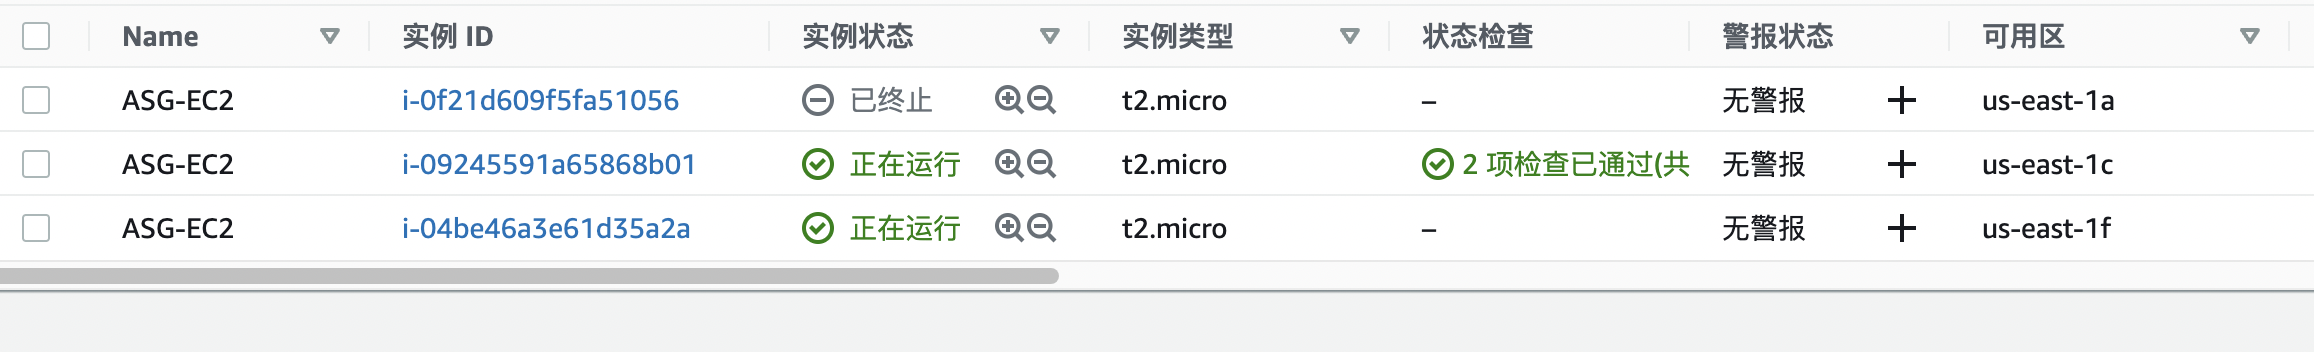 Name 实例 ID 实例状态 实例类型 状态检查 警报状态 可用区
ASG-EC2 i-0f21d609f5fa51056 已终止 t2.micro – 无警报 + us-east-1a
ASG-EC2 i-09245591a65868b01 正在运行 t2.micro 2 项检查已通过(共 无警报 + us-east-1c
ASG-EC2 i-04be46a3e61d35a2a 正在运行 t2.micro – 无警报 + us-east-1f